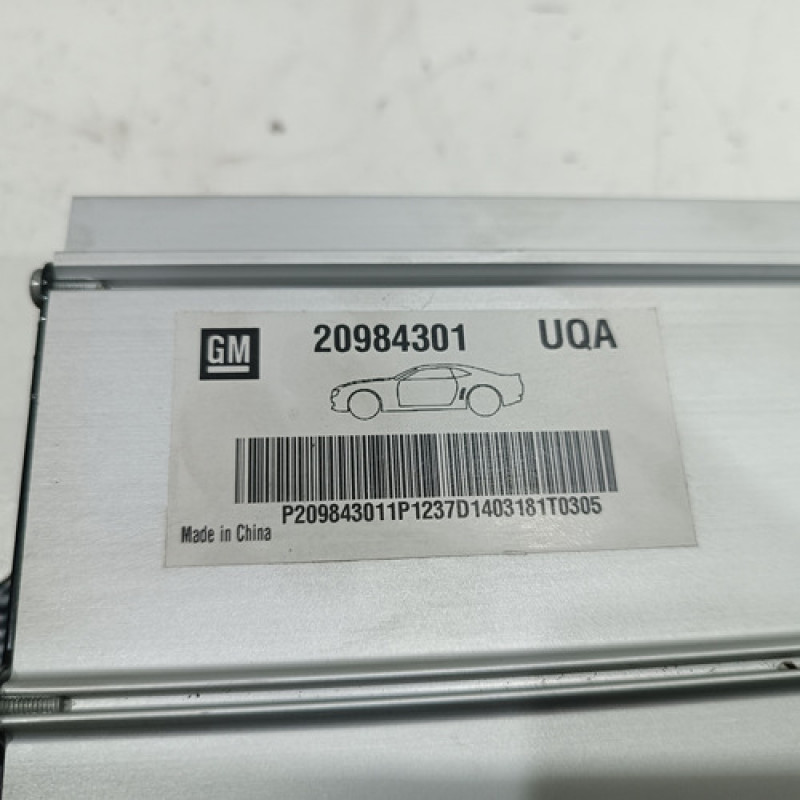 GM 20984301 UQA
P209843011P1237D1403181T0305
Made in China